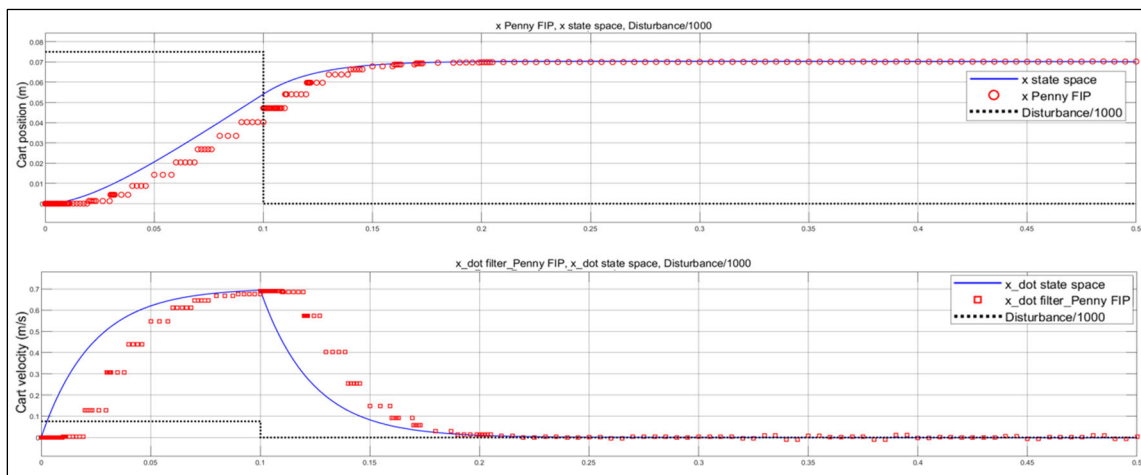 x Penny FIP, x state space, Disturbance/1000
0.08
0.07
0.06
0.05
0.04
0.03
0.02
0.01
0
Cart position (m)
x state space
x Penny FIP
Disturbance/1000
0 0.05 0.1 0.15 0.2 0.25 0.3 0.35 0.4 0.45 0.5
x_dot filter_Penny FIP, x_dot state space, Disturbance/1000
0.7
0.6
0.5
0.4
0.3
0.2
0.1
0
Cart velocity (m/s)
x_dot state space
x_dot filter_Penny FIP
Disturbance/1000
0 0.05 0.1 0.15 0.2 0.25 0.3 0.35 0.4 0.45 0.5